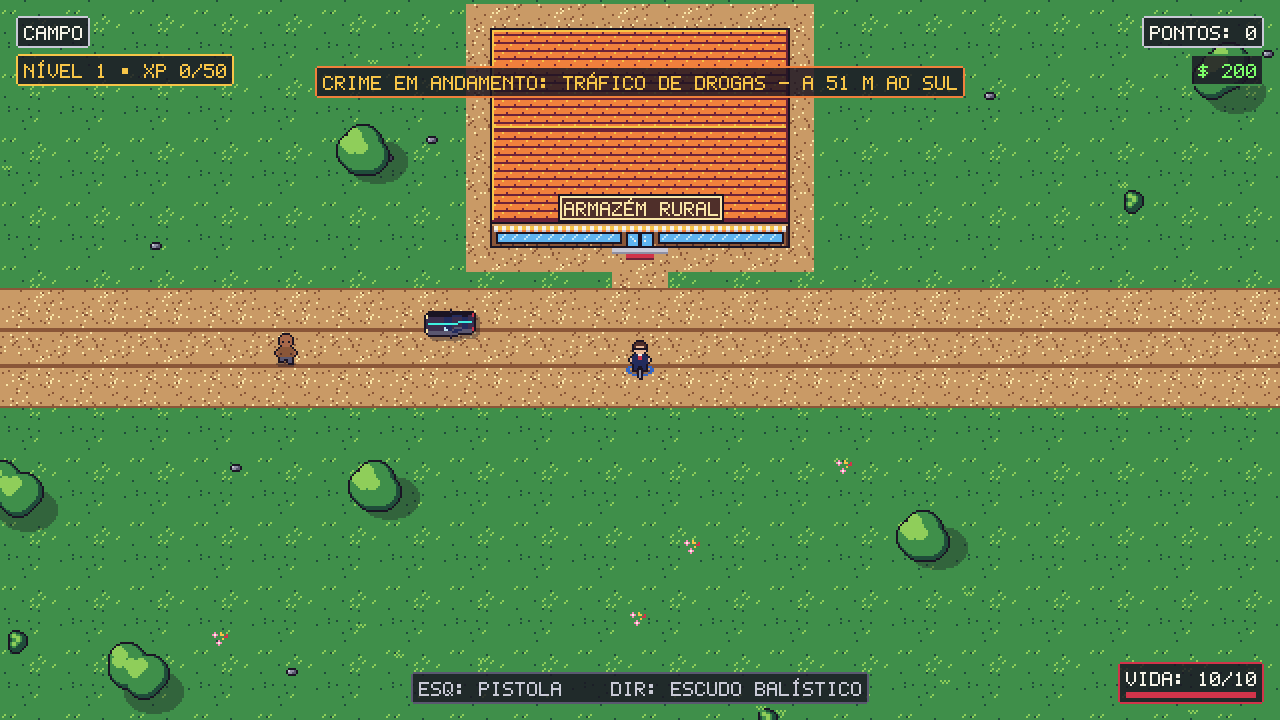 CAMPO
PONTOS: 0
NÍVEL 1 ▪ XP 0/50
$ 200
CRIME EM ANDAMENTO: TRÁFICO DE DROGAS - A 51 M AO SUL
ARMAZÉM RURAL
VIDA: 10/10
ESQ: PISTOLA DIR: ESCUDO BALÍSTICO